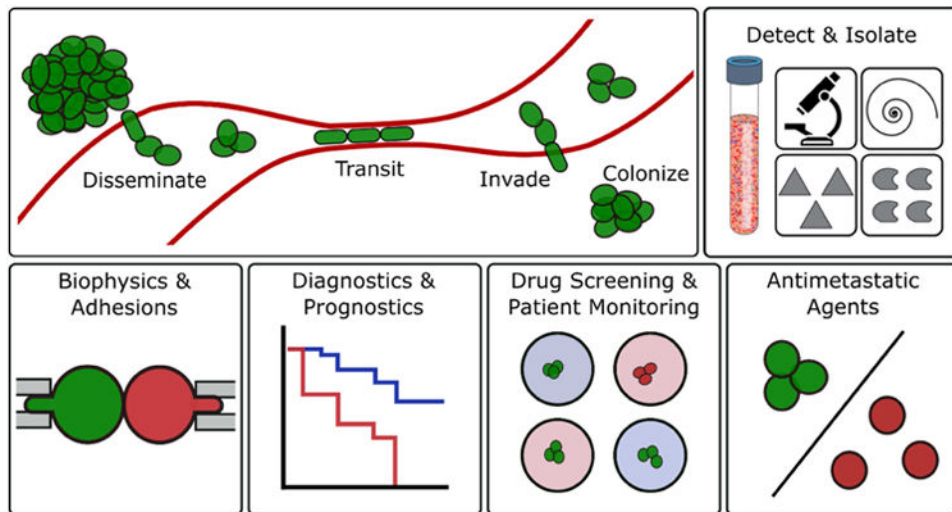 Disseminate
Transit
Invade
Colonize
Detect & Isolate
Biophysics &
Adhesions
Diagnostics &
Prognostics
Drug Screening &
Patient Monitoring
Antimetastatic
Agents